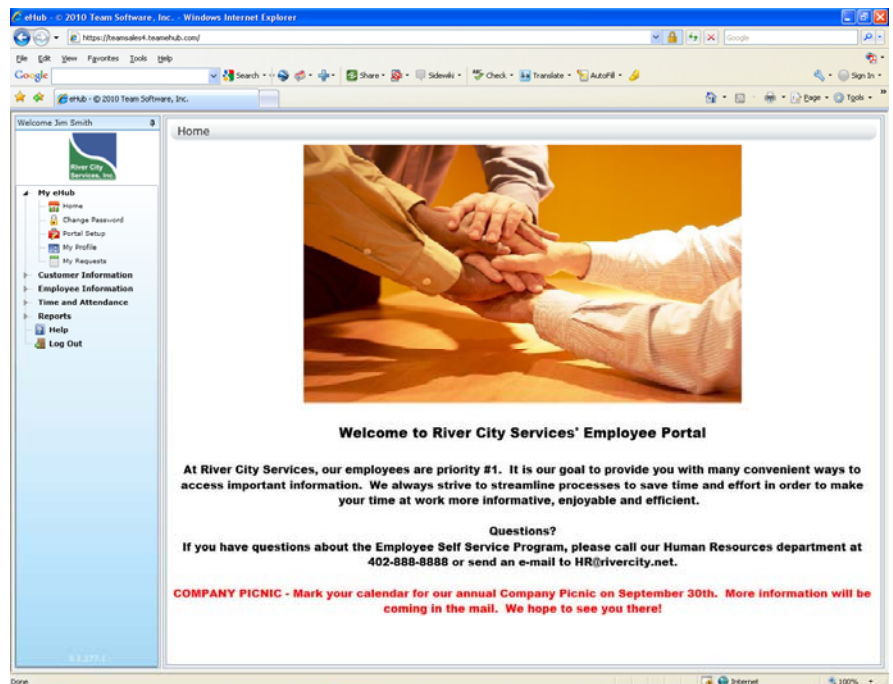 eHub - © 2010 Team Software, Inc. - Windows Internet Explorer
https://teamsales4.teamehub.com/
Google
File Edit View Favorites Tools Help
Google Search Share Sidewiki Check Translate AutoFill Sign In
eHub - © 2010 Team Software, Inc.
Page Tools
Welcome Jim Smith
River City
Services, Inc.
My eHub
Home
Change Password
Portal Setup
My Profile
My Requests
Customer Information
Employee Information
Time and Attendance
Reports
Help
Log Out
Home
Welcome to River City Services' Employee Portal
At River City Services, our employees are priority #1. It is our goal to provide you with many convenient ways to
access important information. We always strive to streamline processes to save time and effort in order to make
your time at work more informative, enjoyable and efficient.
Questions?
If you have questions about the Employee Self Service Program, please call our Human Resources department at
402-888-8888 or send an e-mail to HR@rivercity.net.
COMPANY PICNIC - Mark your calendar for our annual Company Picnic on September 30th. More information will be
coming in the mail. We hope to see you there!
Done
Internet
100%